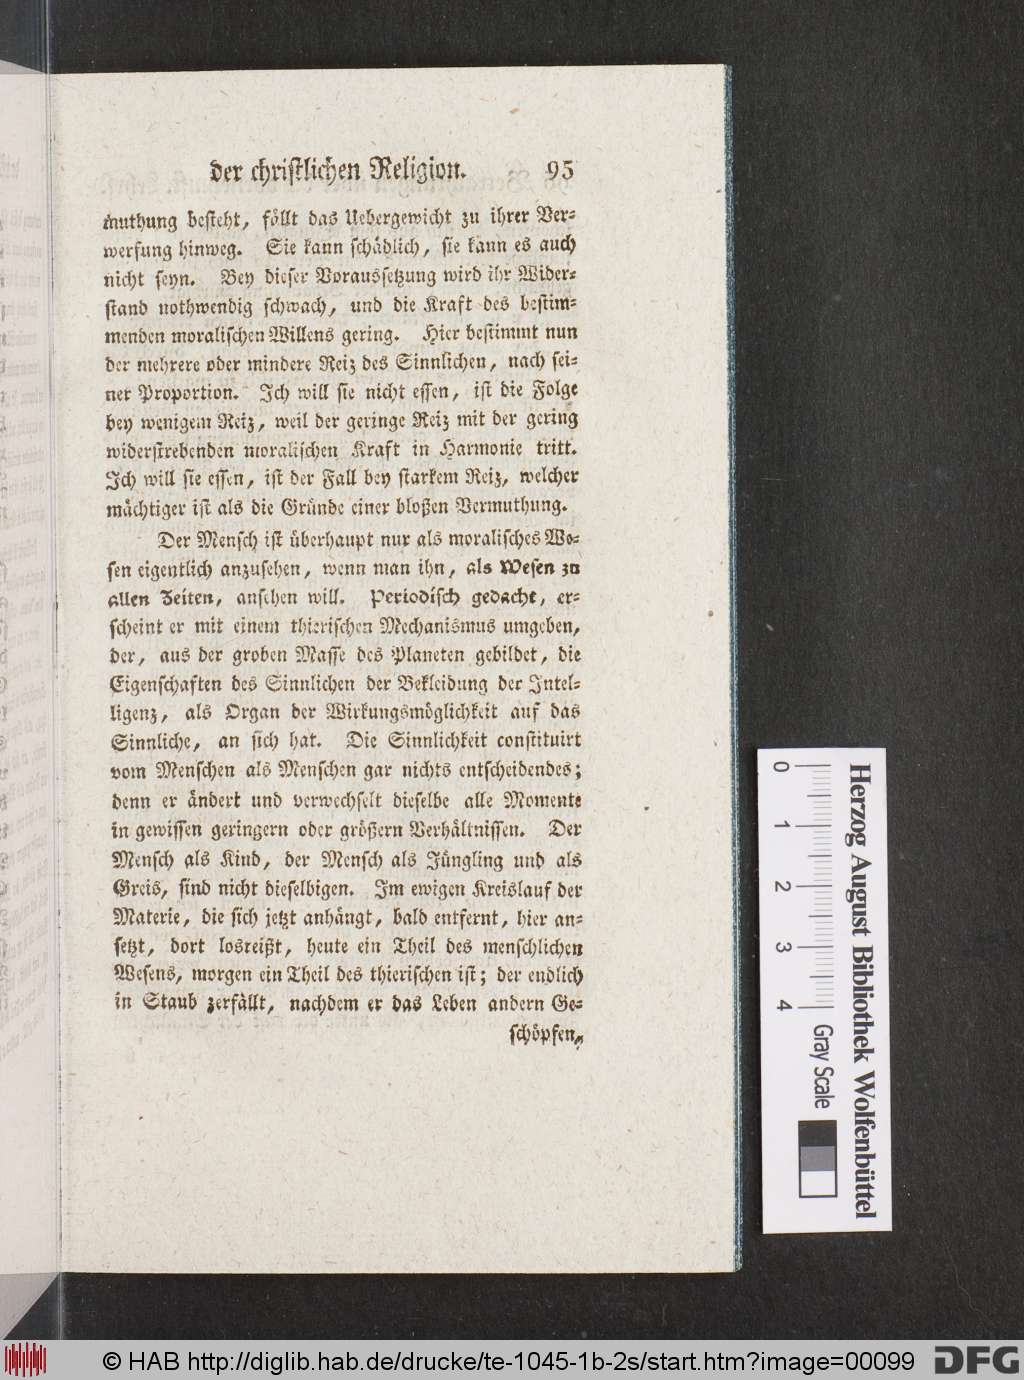 der christlichen Religion. 95
muthung besteht, föllt das Uebergewicht zu ihrer Ver-
werfung hinweg. Sie kann schädlich, sie kann es auch
nicht seyn. Bey dieser Voraussetzung wird ihr Wider-
stand nothwendig schwach, und die Kraft des bestim-
menden moralischen Willens gering. Hier bestimmt nun
der mehrere oder mindere Reiz des Sinnlichen, nach sei-
ner Proportion. Ich will sie nicht essen, ist die Folge
bey wenigem Reiz, weil der geringe Reiz mit der gering
widerstrebenden moralischen Kraft in Harmonie tritt.
Ich will sie essen, ist der Fall bey starkem Reiz, welcher
mächtiger ist als die Gründe einer bloßen Vermuthung.
Der Mensch ist überhaupt nur als moralisches We-
sen eigentlich anzusehen, wenn man ihn, als Wesen zu
allen Zeiten, ansehen will. Periodisch gedacht, er-
scheint er mit einem thierischen Mechanismus umgeben,
der, aus der groben Masse des Planeten gebildet, die
Eigenschaften des Sinnlichen der Bekleidung der Intel-
ligenz, als Organ der Wirkungsmöglichkeit auf das
Sinnliche, an sich hat. Die Sinnlichkeit constituirt
vom Menschen als Menschen gar nichts entscheidendes;
denn er ändert und verwechselt dieselbe alle Momente
in gewissen geringern oder größern Verhältnissen. Der
Mensch als Kind, der Mensch als Jüngling und als
Greis, sind nicht dieselbigen. Im ewigen Kreislauf der
Materie, die sich jetzt anhängt, bald entfernt, hier an-
setzt, dort losreißt, heute ein Theil des menschlichen
Wesens, morgen ein Theil des thierischen ist; der endlich
in Staub zerfällt, nachdem er das Leben andern Ge-
schöpfen,
0 1 2 3 4 Gray Scale
Herzog August Bibliothek Wolfenbüttel
© HAB http://diglib.hab.de/drucke/te-1045-1b-2s/start.htm?image=00099 DFG